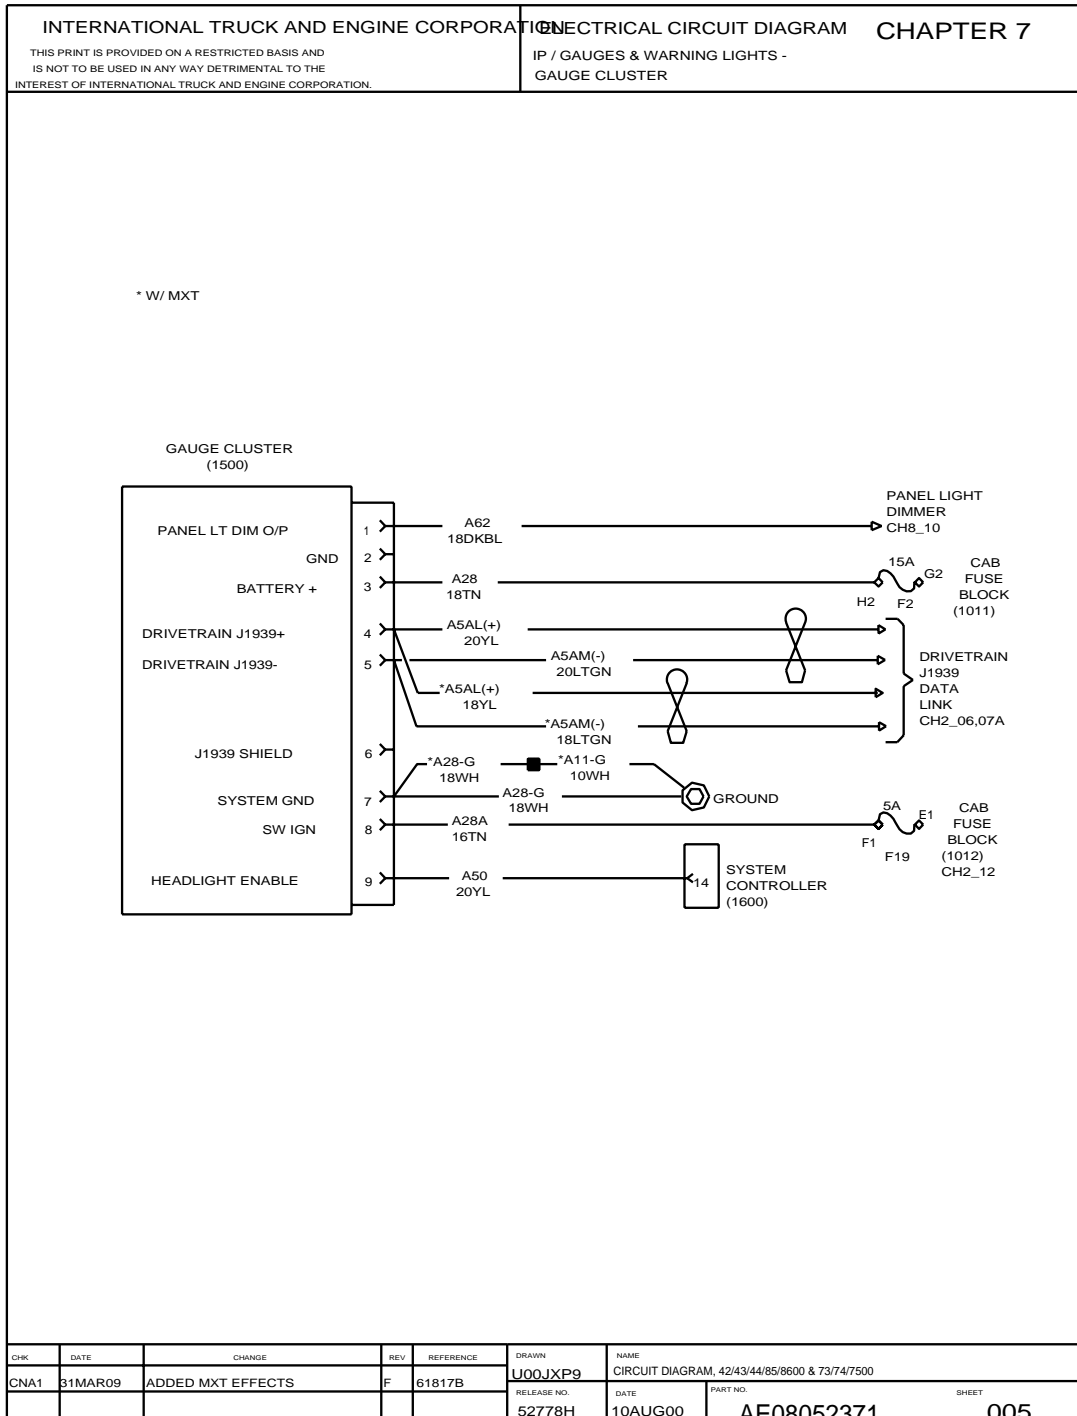 INTERNATIONAL TRUCK AND ENGINE CORPORATION
THIS PRINT IS PROVIDED ON A RESTRICTED BASIS AND
IS NOT TO BE USED IN ANY WAY DETRIMENTAL TO THE
INTEREST OF INTERNATIONAL TRUCK AND ENGINE CORPORATION.
ELECTRICAL CIRCUIT DIAGRAM
CHAPTER 7
IP / GAUGES & WARNING LIGHTS -
GAUGE CLUSTER
* W/ MXT
GAUGE CLUSTER
(1500)
PANEL LT DIM O/P 1
A62
18DKBL
PANEL LIGHT
DIMMER
CH8_10
GND 2
BATTERY + 3
A28
18TN
15A
G2
H2
F2
CAB
FUSE
BLOCK
(1011)
DRIVETRAIN J1939+ 4
A5AL(+)
20YL
DRIVETRAIN J1939- 5
A5AM(-)
20LTGN
*A5AL(+)
18YL
*A5AM(-)
18LTGN
DRIVETRAIN
J1939
DATA
LINK
CH2_06,07A
J1939 SHIELD 6
*A28-G
18WH
*A11-G
10WH
SYSTEM GND 7
A28-G
18WH
GROUND
SW IGN 8
A28A
16TN
5A
E1
F1
F19
CAB
FUSE
BLOCK
(1012)
CH2_12
HEADLIGHT ENABLE 9
A50
20YL
14
SYSTEM
CONTROLLER
(1600)
CHK DATE CHANGE REV REFERENCE
CNA1 31MAR09 ADDED MXT EFFECTS F 61817B
DRAWN
U00JXP9
NAME
CIRCUIT DIAGRAM, 42/43/44/85/8600 & 73/74/7500
RELEASE NO.
52778H
DATE
10AUG00
PART NO.
AE08052371
SHEET
005